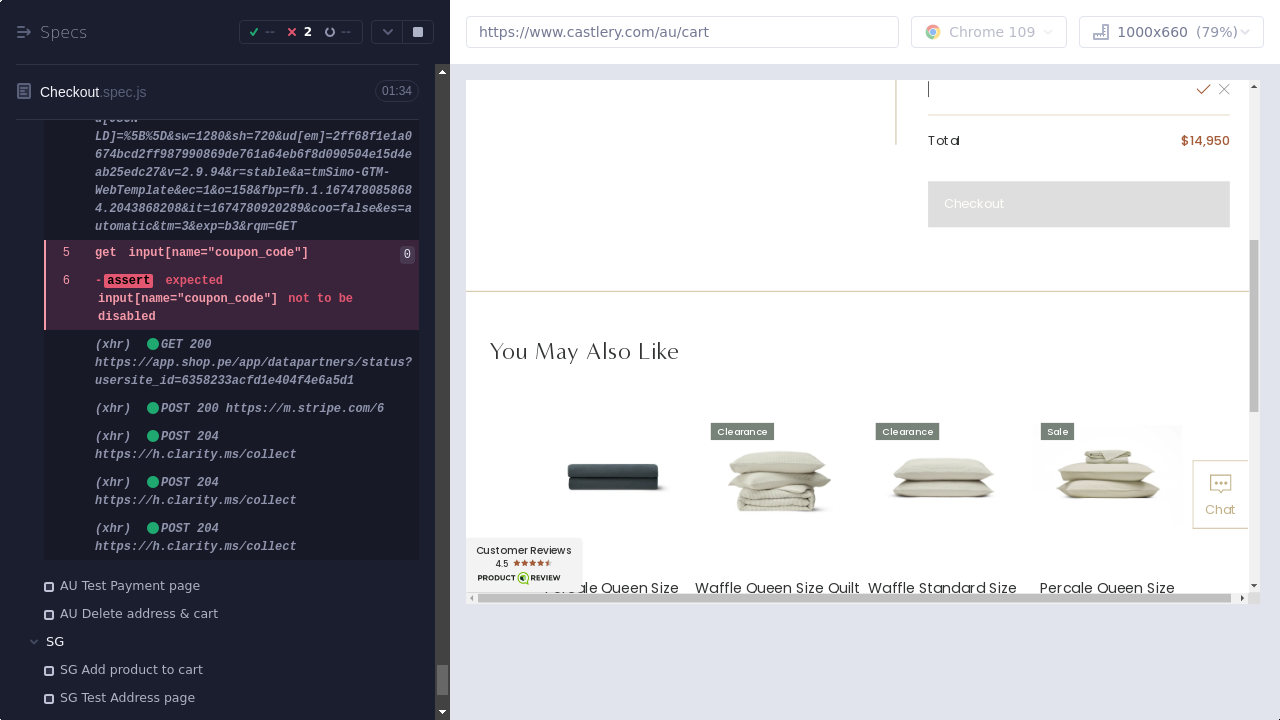 Specs
-- 2 --
Checkout.spec.js
01:34
LD]=%5B%5D&sw=1280&sh=720&ud[em]=2ff68f1e1a0
674bcd2ff987990869de761a64eb6f8d090504e15d4e
ab25edc27&v=2.9.94&r=stable&a=tmSimo-GTM-
WebTemplate&ec=1&o=158&fbp=fb.1.167478085868
4.2043868208&it=1674780920289&coo=false&es=a
utomatic&tm=3&exp=b3&rqm=GET
5 get input[name="coupon_code"] 0
6 -assert expected
input[name="coupon_code"] not to be
disabled
(xhr) GET 200
https://app.shop.pe/app/datapartners/status?
usersite_id=6358233acfd1e404f4e6a5d1
(xhr) POST 200 https://m.stripe.com/6
(xhr) POST 204
https://h.clarity.ms/collect
(xhr) POST 204
https://h.clarity.ms/collect
(xhr) POST 204
https://h.clarity.ms/collect
AU Test Payment page
AU Delete address & cart
SG
SG Add product to cart
SG Test Address page
https://www.castlery.com/au/cart
Chrome 109
1000x660 (79%)
Total $14,950
Checkout
You May Also Like
Clearance
Clearance
Sale
Chat
Customer Reviews
4.5
PRODUCT REVIEW
Percale Queen Size
Waffle Queen Size Quilt
Waffle Standard Size
Percale Queen Size